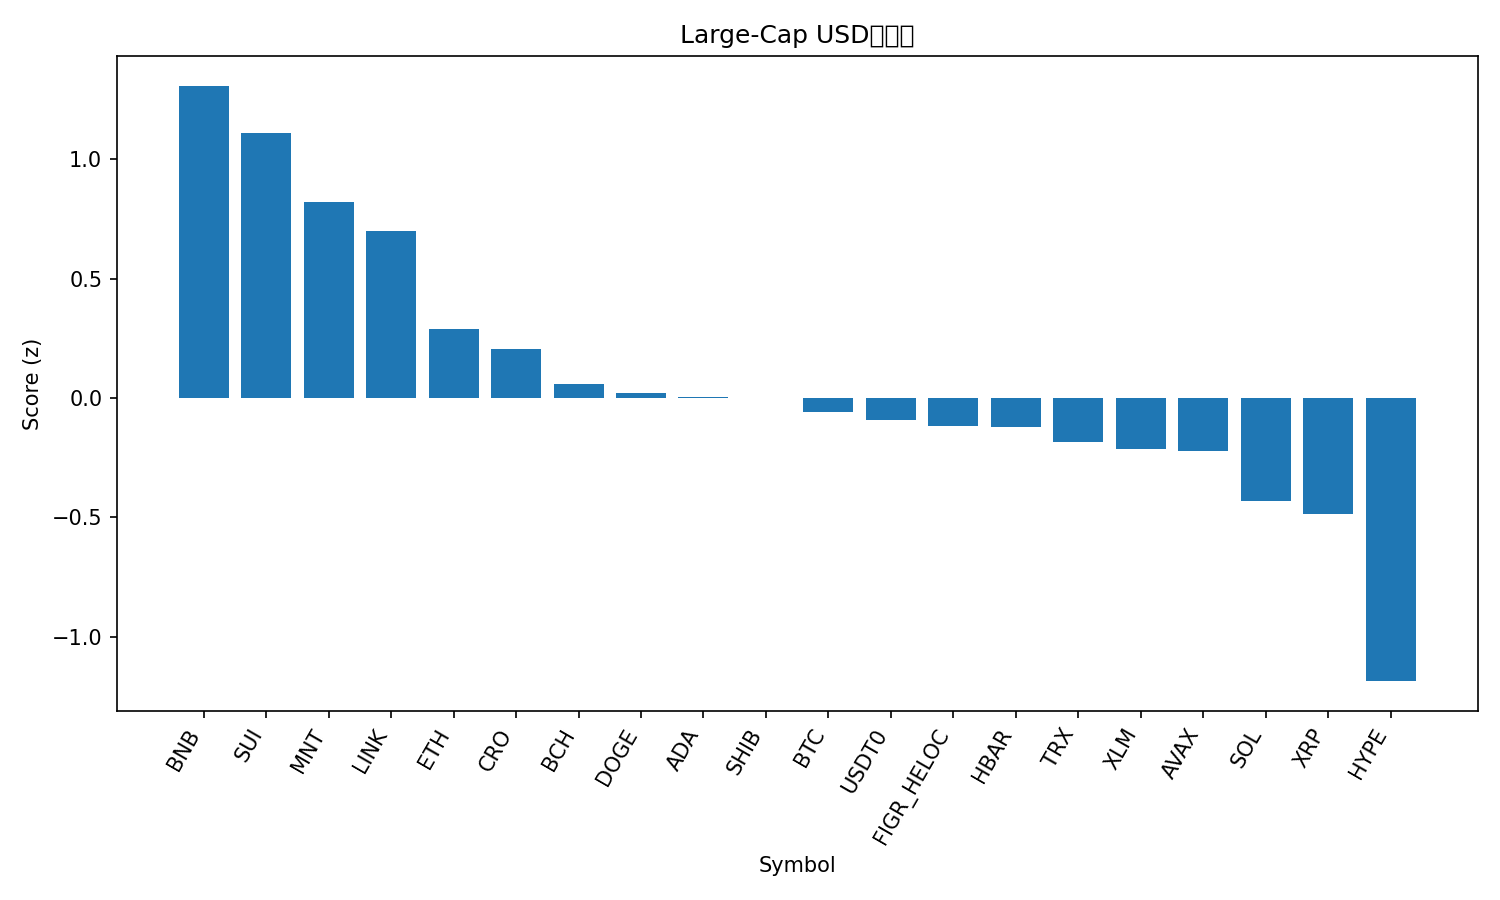 Large-Cap USD
Score (z)
1.0
0.5
0.0
−0.5
−1.0
BNB
SUI
MNT
LINK
ETH
CRO
BCH
DOGE
ADA
SHIB
BTC
USDT0
FIGR_HELOC
HBAR
TRX
XLM
AVAX
SOL
XRP
HYPE
Symbol